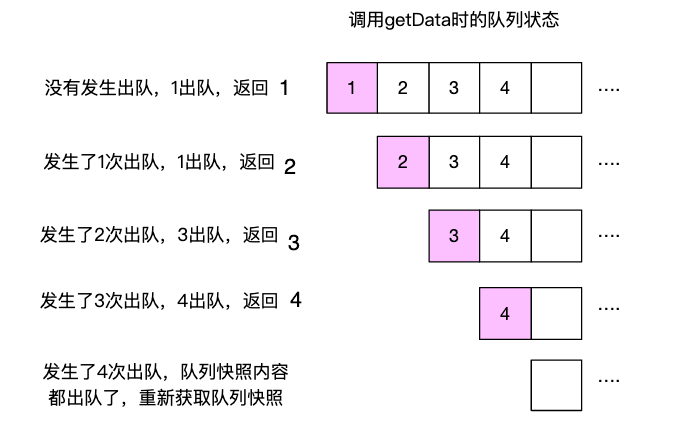 调用getData时的队列状态
没有发生出队，1出队，返回 1 1 2 3 4 ....
发生了1次出队，1出队，返回 2 2 3 4 ....
发生了2次出队，3出队，返回 3 3 4 ....
发生了3次出队，4出队，返回 4 4 ....
发生了4次出队，队列快照内容 ....
都出队了，重新获取队列快照